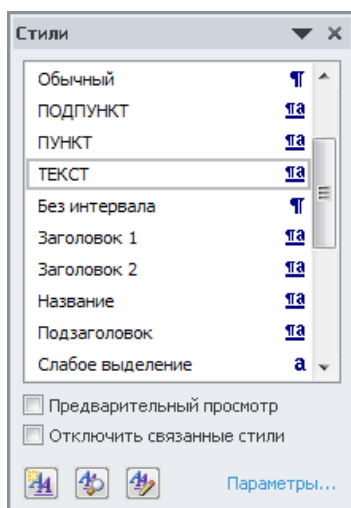 Стили
Обычный ¶
ПОДПУНКТ ¶a
ПУНКТ ¶a
ТЕКСТ ¶a
Без интервала ¶
Заголовок 1 ¶a
Заголовок 2 ¶a
Название ¶a
Подзаголовок ¶a
Слабое выделение a
Предварительный просмотр
Отключить связанные стили
Параметры...